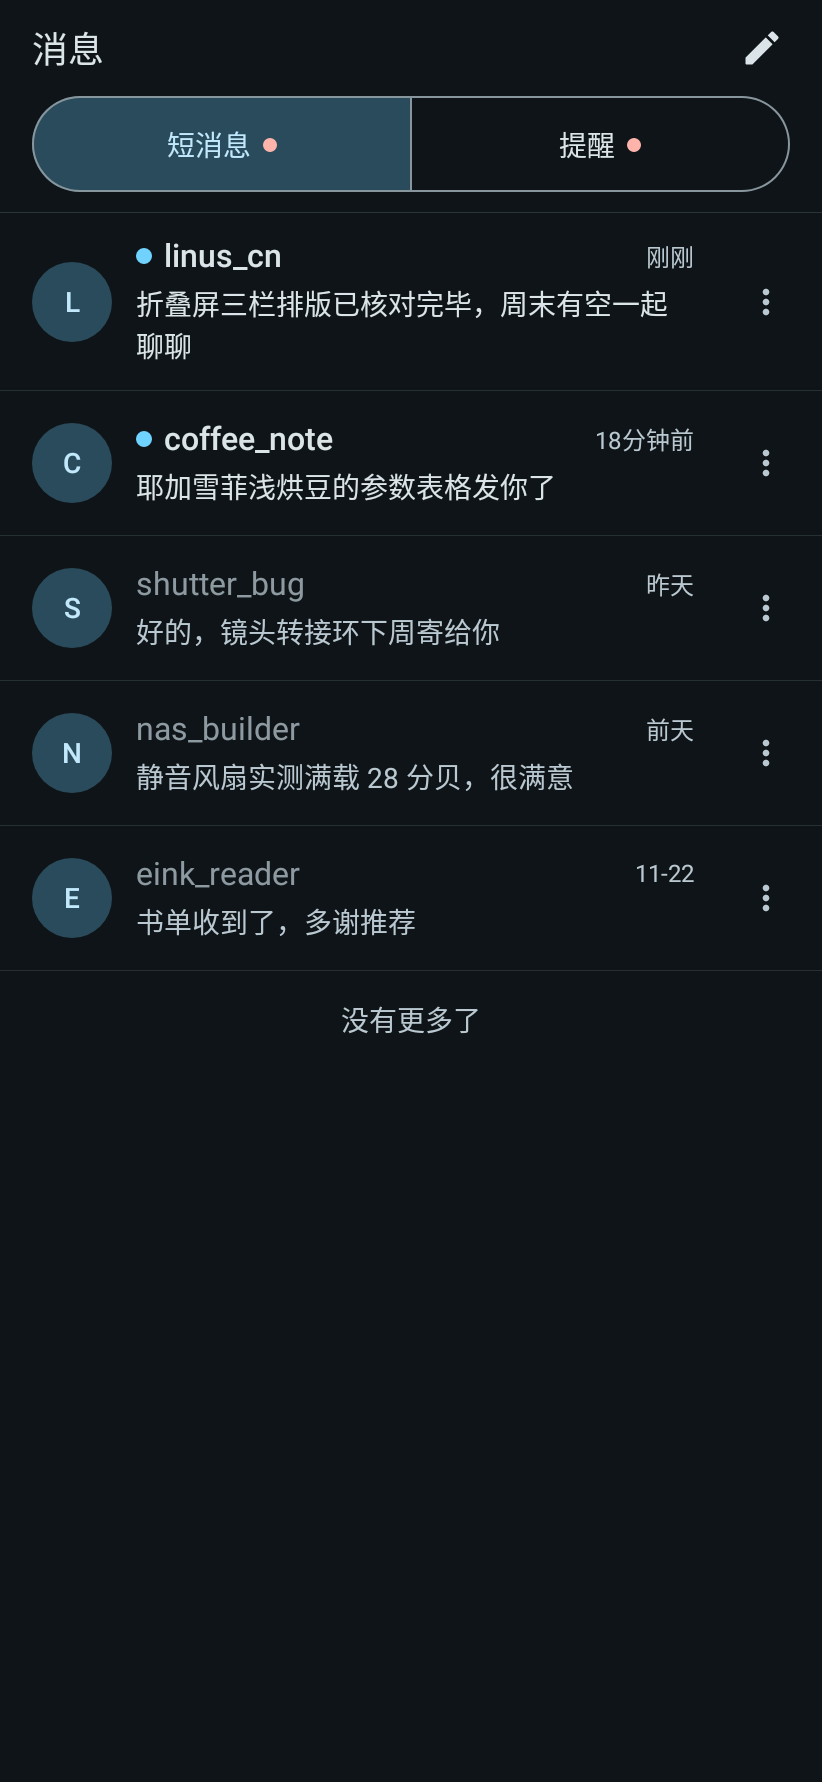 消息
短消息
提醒
L
linus_cn
刚刚
折叠屏三栏排版已核对完毕，周末有空一起
聊聊
C
coffee_note
18分钟前
耶加雪菲浅烘豆的参数表格发你了
S
shutter_bug
昨天
好的，镜头转接环下周寄给你
N
nas_builder
前天
静音风扇实测满载 28 分贝，很满意
E
eink_reader
11-22
书单收到了，多谢推荐
没有更多了